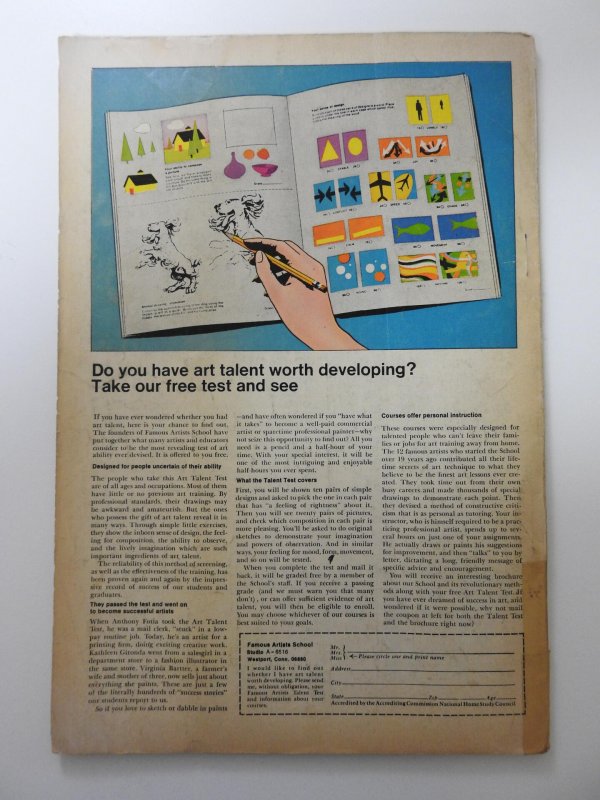 Do you have art talent worth developing?
Take our free test and see
If you have ever wondered whether you had
art talent, here is your chance to find out.
The founders of Famous Artists School have
put together what many artists and educators
consider to be the most revealing test of art
ability ever devised. It is offered to you free.
Designed for people uncertain of their ability
The people who take this Art Talent Test
are of all ages and occupations. Most of them
have little or no previous art training. By
professional standards, their drawings may
be awkward and amateurish. But the ones
who possess the gift of art talent reveal it in
many ways. Through simple little exercises,
they show the inborn sense of design, the feel-
ing for composition, the ability to observe,
and the lively imagination which are such
important ingredients of art talent.
The reliability of this method of screening,
as well as the effectiveness of the training, has
been proven again and again by the impres-
sive record of success of our students and
graduates.
They passed the test and went on
to become successful artists
When Anthony Fotia took the Art Talent
Test, he was a mail clerk, "stuck" in a low-
pay routine job. Today, he's an artist for a
printing firm, doing exciting creative work.
Kathleen Gironda went from a salesgirl in a
department store to a fashion illustrator in
the same store. Virginia Bartter, a farmer's
wife and mother of three, now sells just about
everything she paints. These are just a few
of the literally hundreds of "success stories"
our students report to us.
So if you love to sketch or dabble in paints
—and have often wondered if you "have what
it takes" to become a well-paid commercial
artist or sparetime professional painter—why
not seize this opportunity to find out? All you
need is a pencil and a half-hour of your
time. With your special interest, it will be
one of the most intriguing and enjoyable
half-hours you ever spent.
What the Talent Test covers
First, you will be shown ten pairs of simple
designs and asked to pick the one in each pair
that has "a feeling of rightness" about it.
Then you will see twenty pairs of pictures,
and check which composition in each pair is
more pleasing. You'll be asked to do original
sketches to demonstrate your imagination
and powers of observation. And in similar
ways, your feeling for mood, form, movement,
and so on will be tested.
When you complete the test and mail it
back, it will be graded free by a member of
the School's staff. If you receive a passing
grade (and we must warn you that many
don't), or can offer sufficient evidence of art
talent, you will then be eligible to enroll.
You may choose whichever of our courses is
best suited to your goals.
Courses offer personal instruction
These courses were especially designed for
talented people who can't leave their fami-
lies or jobs for art training away from home.
The 12 famous artists who started the School
over 19 years ago contributed all their life-
time secrets of art technique to what they
believe to be the finest art lessons ever cre-
ated. They took time out from their own
busy careers and made thousands of special
drawings to demonstrate each point. Then
they devised a method of constructive criti-
cism that is as personal as tutoring. Your in-
structor, who is himself required to be a prac-
ticing professional artist, spends up to sev-
eral hours on just one of your assignments.
He actually draws or paints his suggestions
for improvement, and then "talks" to you by
letter, dictating a long, friendly message of
specific advice and encouragement.
You will receive an interesting brochure
about our School and its revolutionary meth-
ods along with your free Art Talent Test. If
you have ever dreamed of success in art, and
wondered if it were possible, why not mail
the coupon at left for both the Talent Test
and the brochure right now?
Famous Artists School
Studio A-6516
Westport, Conn. 06880
I would like to find out
whether I have art talent
worth developing. Please send
me, without obligation, your
Famous Artists Talent Test
and information about your
courses.
Mr.
Mrs.
Miss
Please circle one and print name
Address
City
State Zip Age
Accredited by the Accrediting Commission National Home Study Council